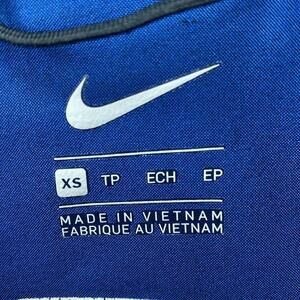 XS TP ECH EP
MADE IN VIETNAM
FABRIQUE AU VIETNAM